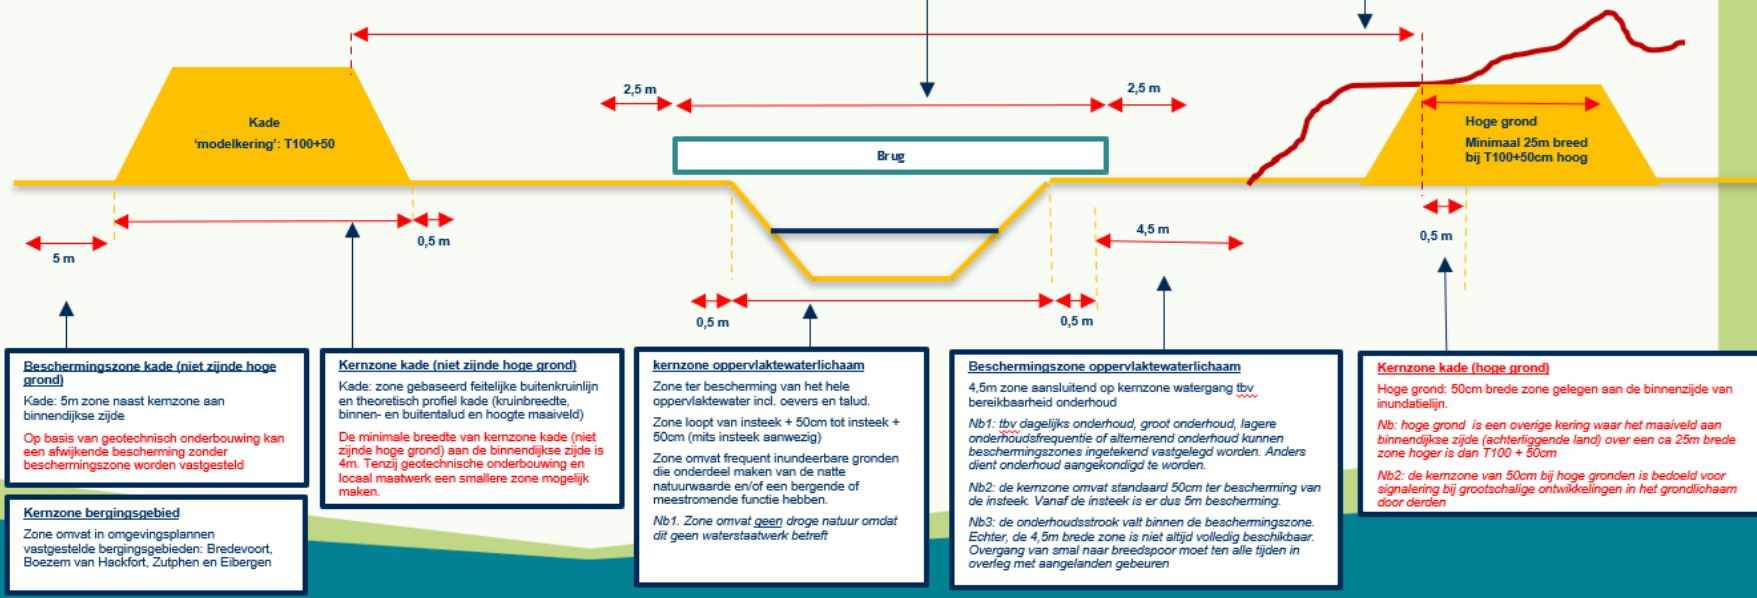 2,5 m
2,5 m
Kade
'modelkering': T100+50
Hoge grond
Minimaal 25m breed
bij T100+50cm hoog
Brug
5 m
0,5 m
4,5 m
0,5 m
0,5 m
0,5 m
Beschermingszone kade (niet zijnde hoge
grond)
Kade: 5m zone naast kernzone aan
binnendijkse zijde
Op basis van geotechnisch onderbouwing kan
een afwijkende bescherming zonder
beschermingszone worden vastgesteld
Kernzone bergingsgebied
Zone omvat in omgevingsplannen
vastgestelde bergingsgebieden: Bredevoort,
Boezem van Hackfort, Zutphen en Eibergen
Kernzone kade (niet zijnde hoge grond)
Kade: zone gebaseerd feitelijke buitenkruinlijn
en theoretisch profiel kade (kruinbreedte,
binnen- en buitentalud en hoogte maaiveld)
De minimale breedte van kernzone kade (niet
zijnde hoge grond) aan de binnendijkse zijde is
4m. Tenzij geotechnische onderbouwing en
locaal maatwerk een smallere zone mogelijk
maken.
kernzone oppervlaktewaterlichaam
Zone ter bescherming van het hele
oppervlaktewater incl. oevers en talud.
Zone loopt van insteek + 50cm tot insteek +
50cm (mits insteek aanwezig)
Zone omvat frequent inundeerbare gronden
die onderdeel maken van de natte
natuurwaarde en/of een bergende of
meestromende functie hebben.
Nb1. Zone omvat geen droge natuur omdat
dit geen waterstaatwerk betreft
Beschermingszone oppervlaktewaterlichaam
4,5m zone aansluitend op kernzone watergang tbv
bereikbaarheid onderhoud
Nb1: tbv dagelijks onderhoud, groot onderhoud, lagere
onderhoudsfrequentie of alternerend onderhoud kunnen
beschermingszones ingetekend vastgelegd worden. Anders
dient onderhoud aangekondigd te worden.
Nb2: de kernzone omvat standaard 50cm ter bescherming van
de insteek. Vanaf de insteek is er dus 5m bescherming.
Nb3: de onderhoudsstrook valt binnen de beschermingszone.
Echter, de 4,5m brede zone is niet altijd volledig beschikbaar.
Overgang van smal naar breedspoor moet ten alle tijden in
overleg met aangelanden gebeuren
Kernzone kade (hoge grond)
Hoge grond: 50cm brede zone gelegen aan de binnenzijde van
inundatielijn.
Nb: hoge grond is een overige kering waar het maaiveld aan
binnendijkse zijde (achterliggende land) over een ca 25m brede
zone hoger is dan T100 + 50cm
Nb2: de kernzone van 50cm bij hoge gronden is bedoeld voor
signalering bij grootschalige ontwikkelingen in het grondlichaam
door derden